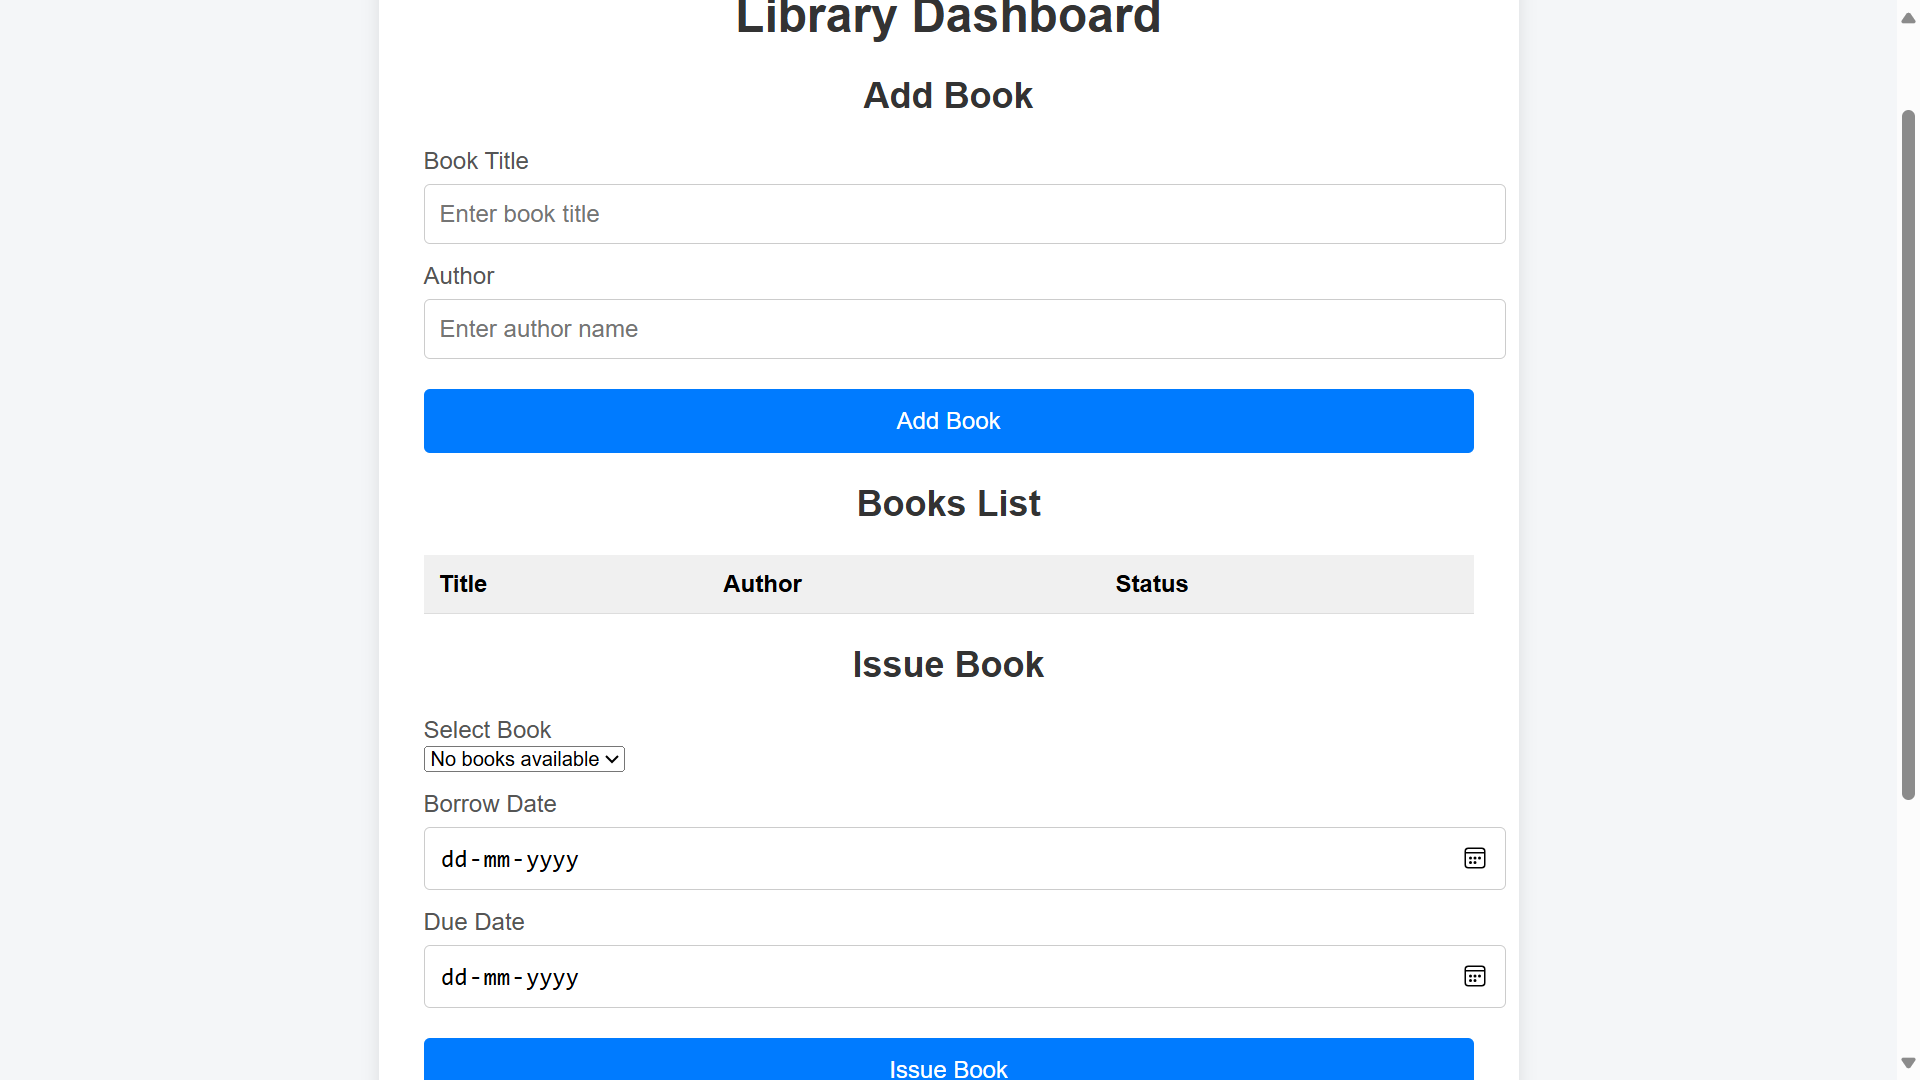 Library Dashboard
Add Book
Book Title
Enter book title
Author
Enter author name
Add Book
Books List
Title Author Status
Issue Book
Select Book
No books available
Borrow Date
dd-mm-yyyy
Due Date
dd-mm-yyyy
Issue Book